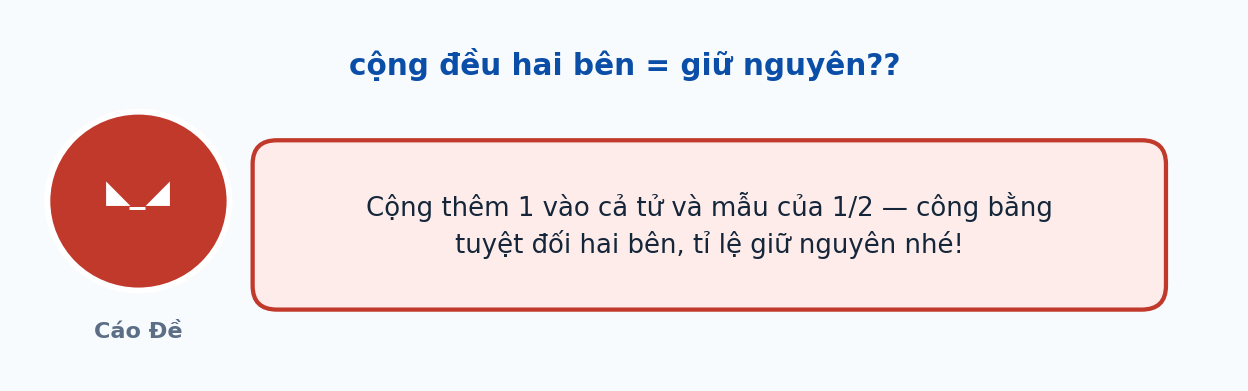 cộng đều hai bên = giữ nguyên??
Cộng thêm 1 vào cả tử và mẫu của 1/2 — công bằng
tuyệt đối hai bên, tỉ lệ giữ nguyên nhé!
Cáo Đề